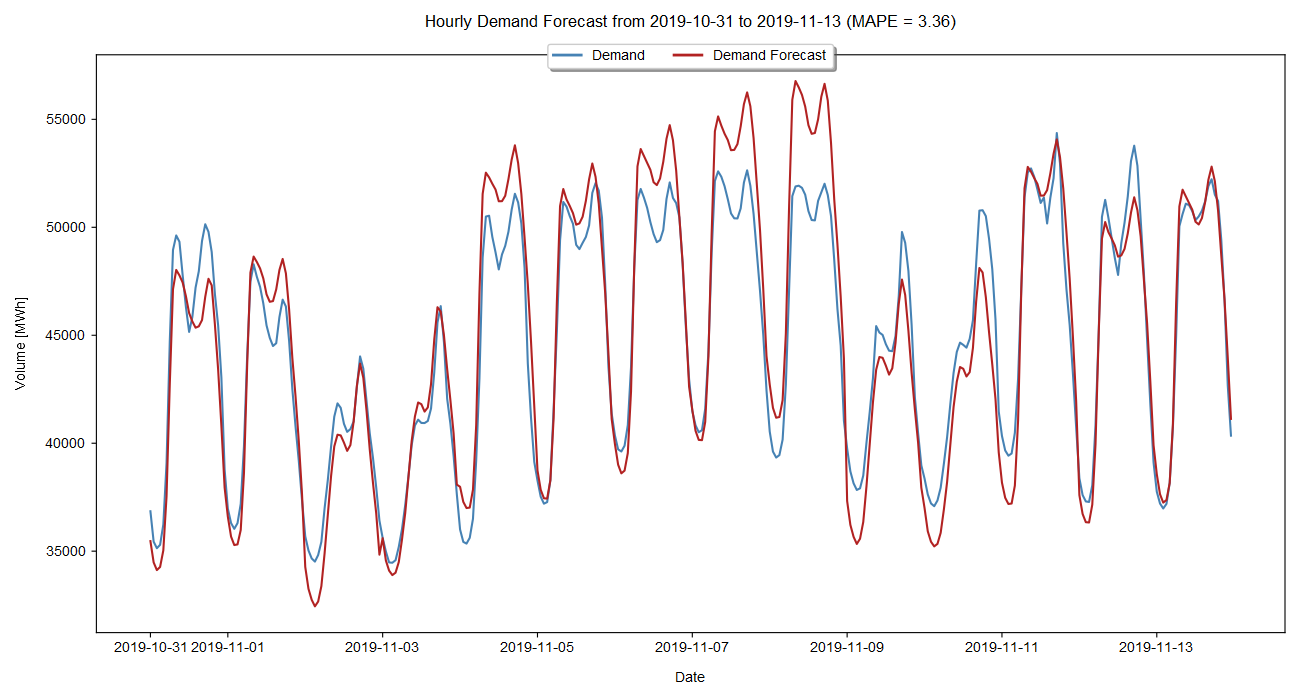 Hourly Demand Forecast from 2019-10-31 to 2019-11-13 (MAPE = 3.36)
Demand Demand Forecast
55000
50000
45000
40000
35000
Volume [MWh]
2019-10-31 2019-11-01 2019-11-03 2019-11-05 2019-11-07 2019-11-09 2019-11-11 2019-11-13
Date